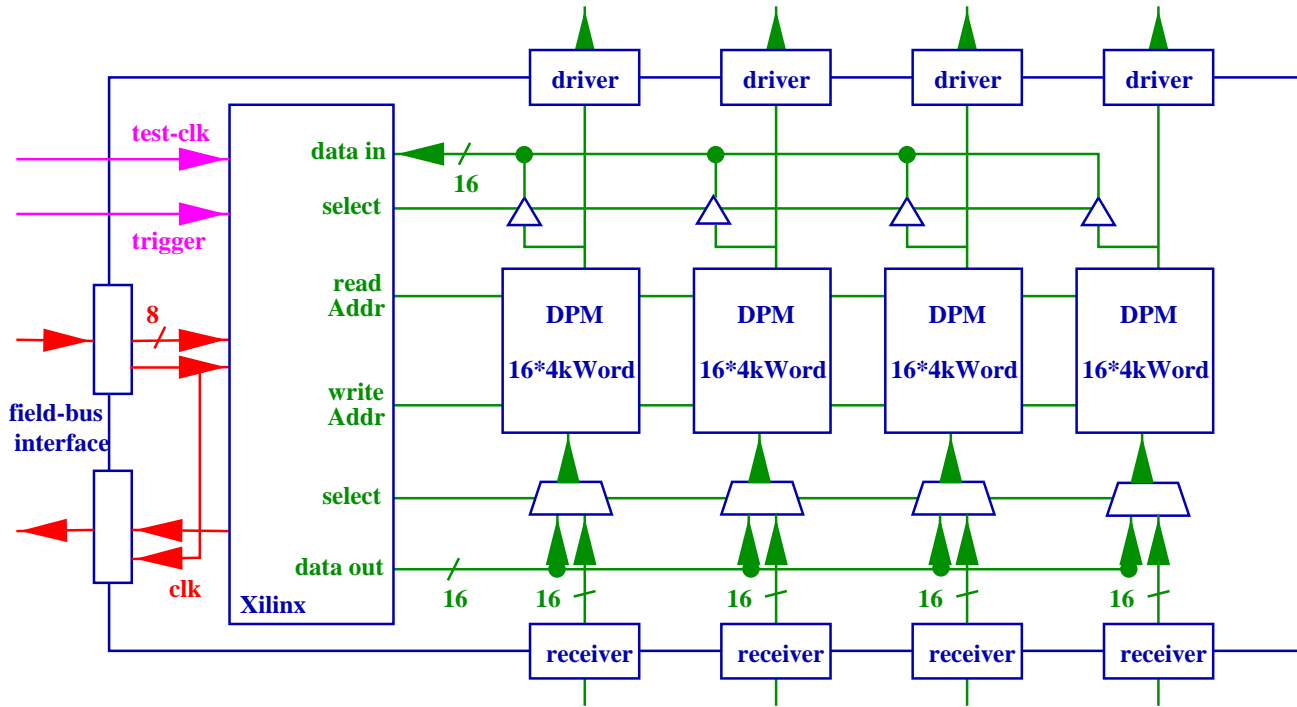 driver driver driver driver
test-clk
data in
16
select
trigger
read
Addr
DPM DPM DPM DPM
8
16*4kWord 16*4kWord 16*4kWord 16*4kWord
write
Addr
field-bus
interface
select
data out
clk
16 16 16 16 16
Xilinx
receiver receiver receiver receiver